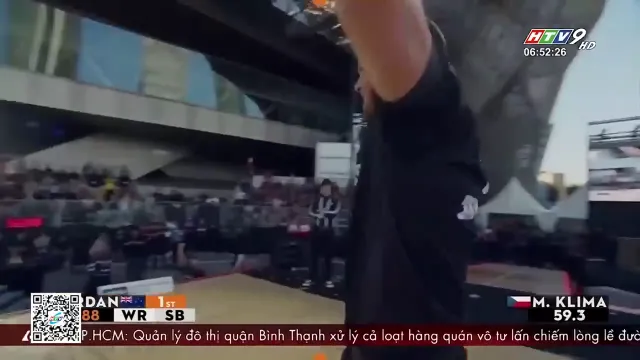 HTV9 HD
06:52:26
DAN 1ST
88 WR SB
M. KLIMA
59.3
P.HCM: Quản lý đô thị quận Bình Thạnh xử lý cả loạt hàng quán vô tư lấn chiếm lòng lề đườ